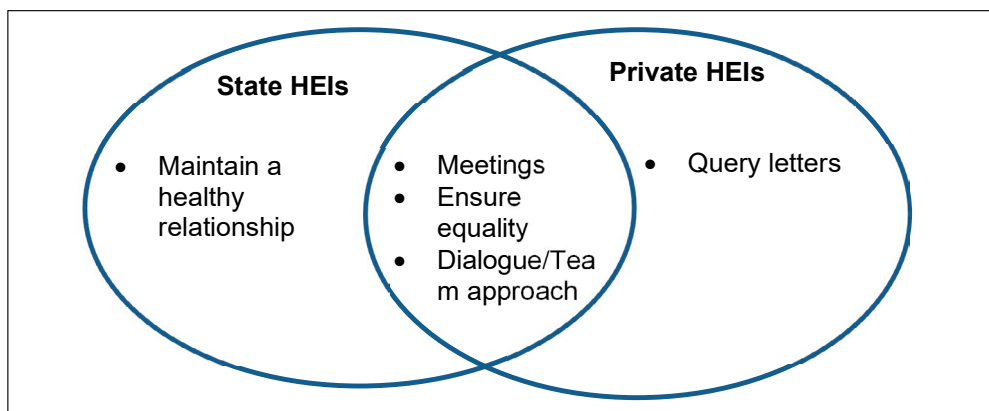 State HEIs
Private HEIs
• Maintain a
healthy
relationship
• Meetings
• Ensure
equality
• Dialogue/Tea
m approach
• Query letters